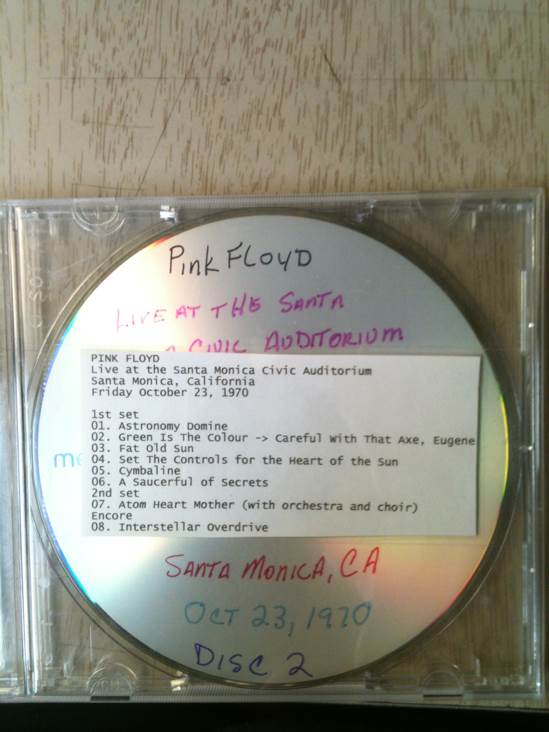 Pink FLOYD
LIVE AT THE SANTA
CIVIC AUDITORIUM
PINK FLOYD
Live at the Santa Monica Civic Auditorium
Santa Monica, California
Friday October 23, 1970
1st set
01. Astronomy Domine
02. Green Is The Colour -> Careful With That Axe, Eugene
03. Fat Old Sun
04. Set The Controls for the Heart of the Sun
05. Cymbaline
06. A Saucerful of Secrets
2nd set
07. Atom Heart Mother (with orchestra and choir)
Encore
08. Interstellar Overdrive
SANTA MONICA, CA
OCT 23, 1970
DISC 2